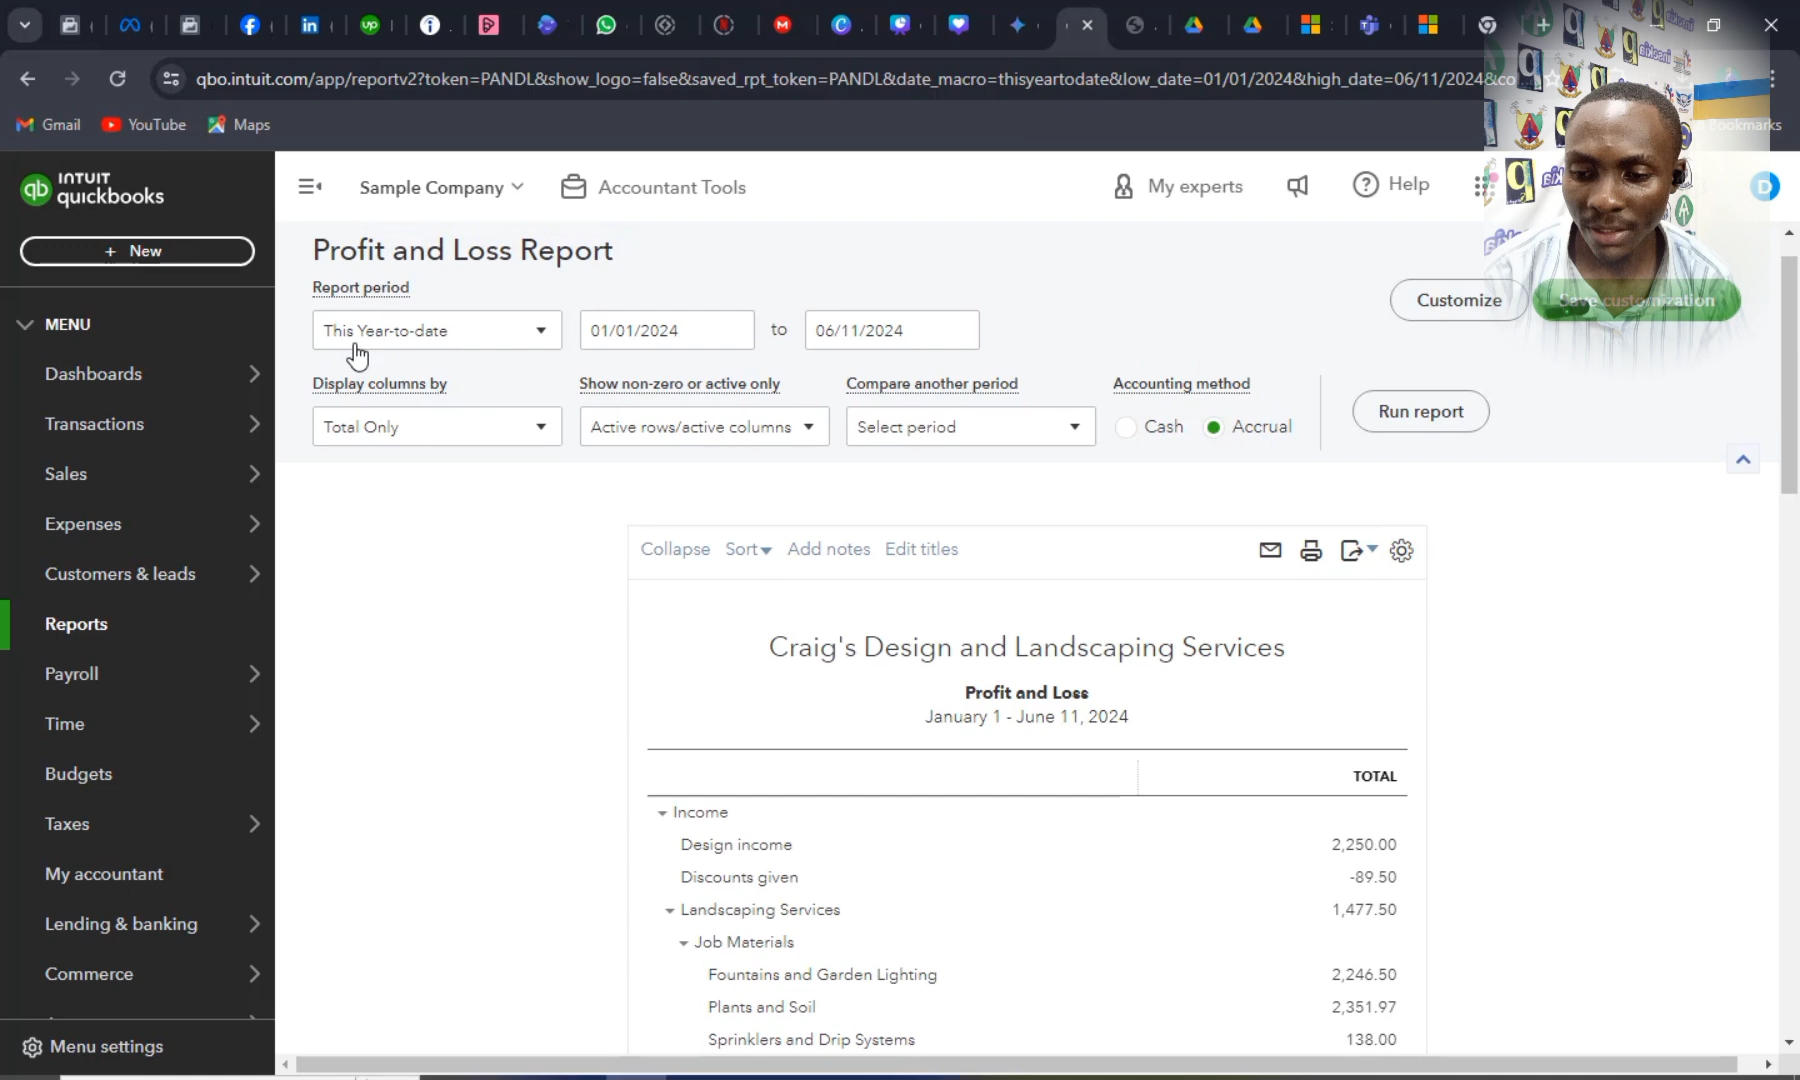 qbo.intuit.com/app/reportv2?token=PANDL&show_logo=false&saved_rpt_token=PANDL&date_macro=thisyeartodate&low_date=01/01/2024&high_date=06/11/2024&co
Gmail
YouTube
Maps
Bookmarks
INTUIT
quickbooks
Sample Company
Accountant Tools
My experts
Help
D
+ New
Profit and Loss Report
Report period
Customize
Save customization
MENU
This Year-to-date
01/01/2024
to
06/11/2024
Dashboards
Display columns by
Show non-zero or active only
Compare another period
Accounting method
Total Only
Active rows/active columns
Select period
Cash
Accrual
Run report
Transactions
Sales
Expenses
Customers & leads
Reports
Payroll
Time
Budgets
Taxes
My accountant
Lending & banking
Commerce
Menu settings
Collapse
Sort
Add notes
Edit titles
Craig's Design and Landscaping Services
Profit and Loss
January 1 - June 11, 2024
TOTAL
Income
Design income 2,250.00
Discounts given -89.50
Landscaping Services 1,477.50
Job Materials
Fountains and Garden Lighting 2,246.50
Plants and Soil 2,351.97
Sprinklers and Drip Systems 138.00